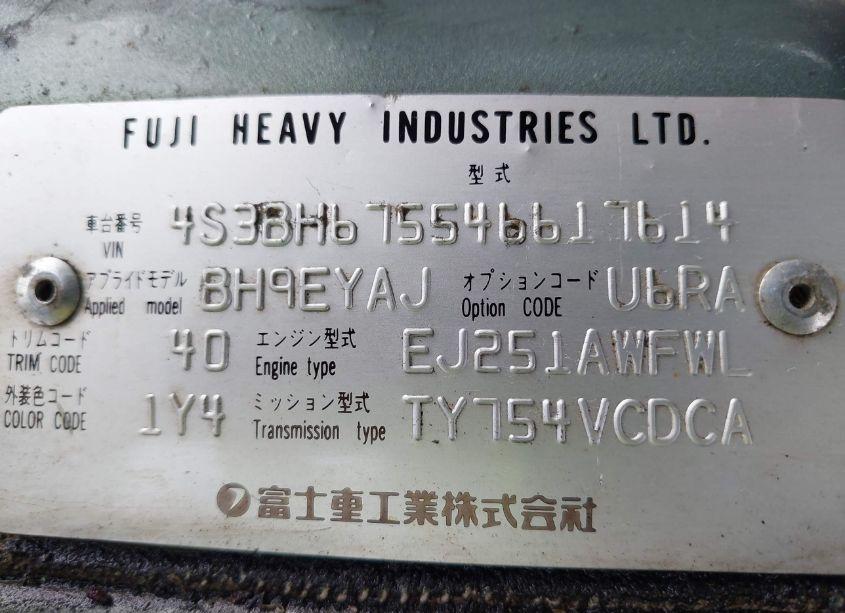 FUJI HEAVY INDUSTRIES LTD.
型式
車台番号 VIN 4S3BH675546617614
アプライドモデル Applied model BH9EYAJ オプションコード Option CODE U6RA
トリムコード TRIM CODE 40 エンジン型式 Engine type EJ251AWFWL
外装色コード COLOR CODE 1Y4 ミッション型式 Transmission type TY754VCDCA
富士重工業株式会社